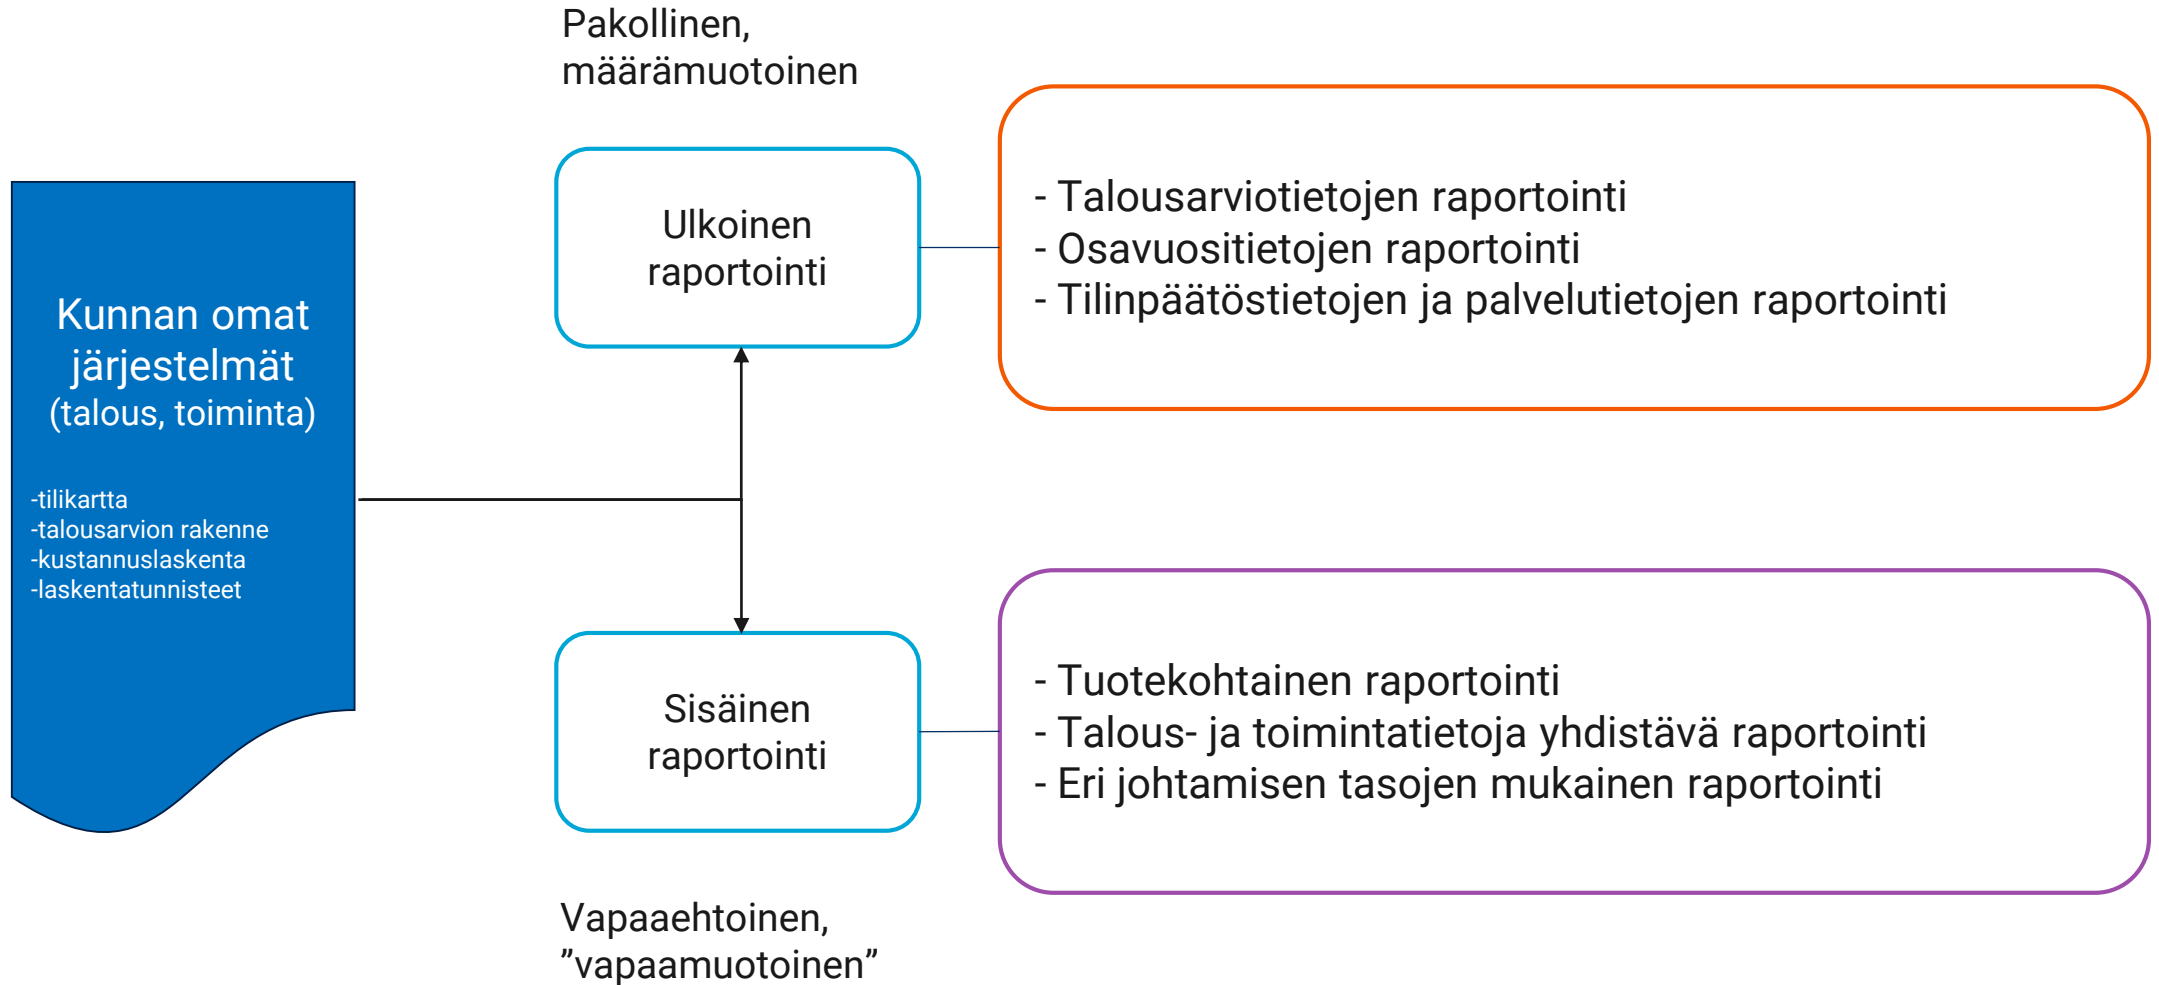 Pakollinen,
määrämuotoinen
Kunnan omat
järjestelmät
(talous, toiminta)
-tilikartta
-talousarvion rakenne
-kustannuslaskenta
-laskentatunnisteet
Ulkoinen
raportointi
- Talousarviotietojen raportointi
- Osavuositietojen raportointi
- Tilinpäätöstietojen ja palvelutietojen raportointi
Sisäinen
raportointi
- Tuotekohtainen raportointi
- Talous- ja toimintatietoja yhdistävä raportointi
- Eri johtamisen tasojen mukainen raportointi
Vapaaehtoinen,
”vapaamuotoinen”